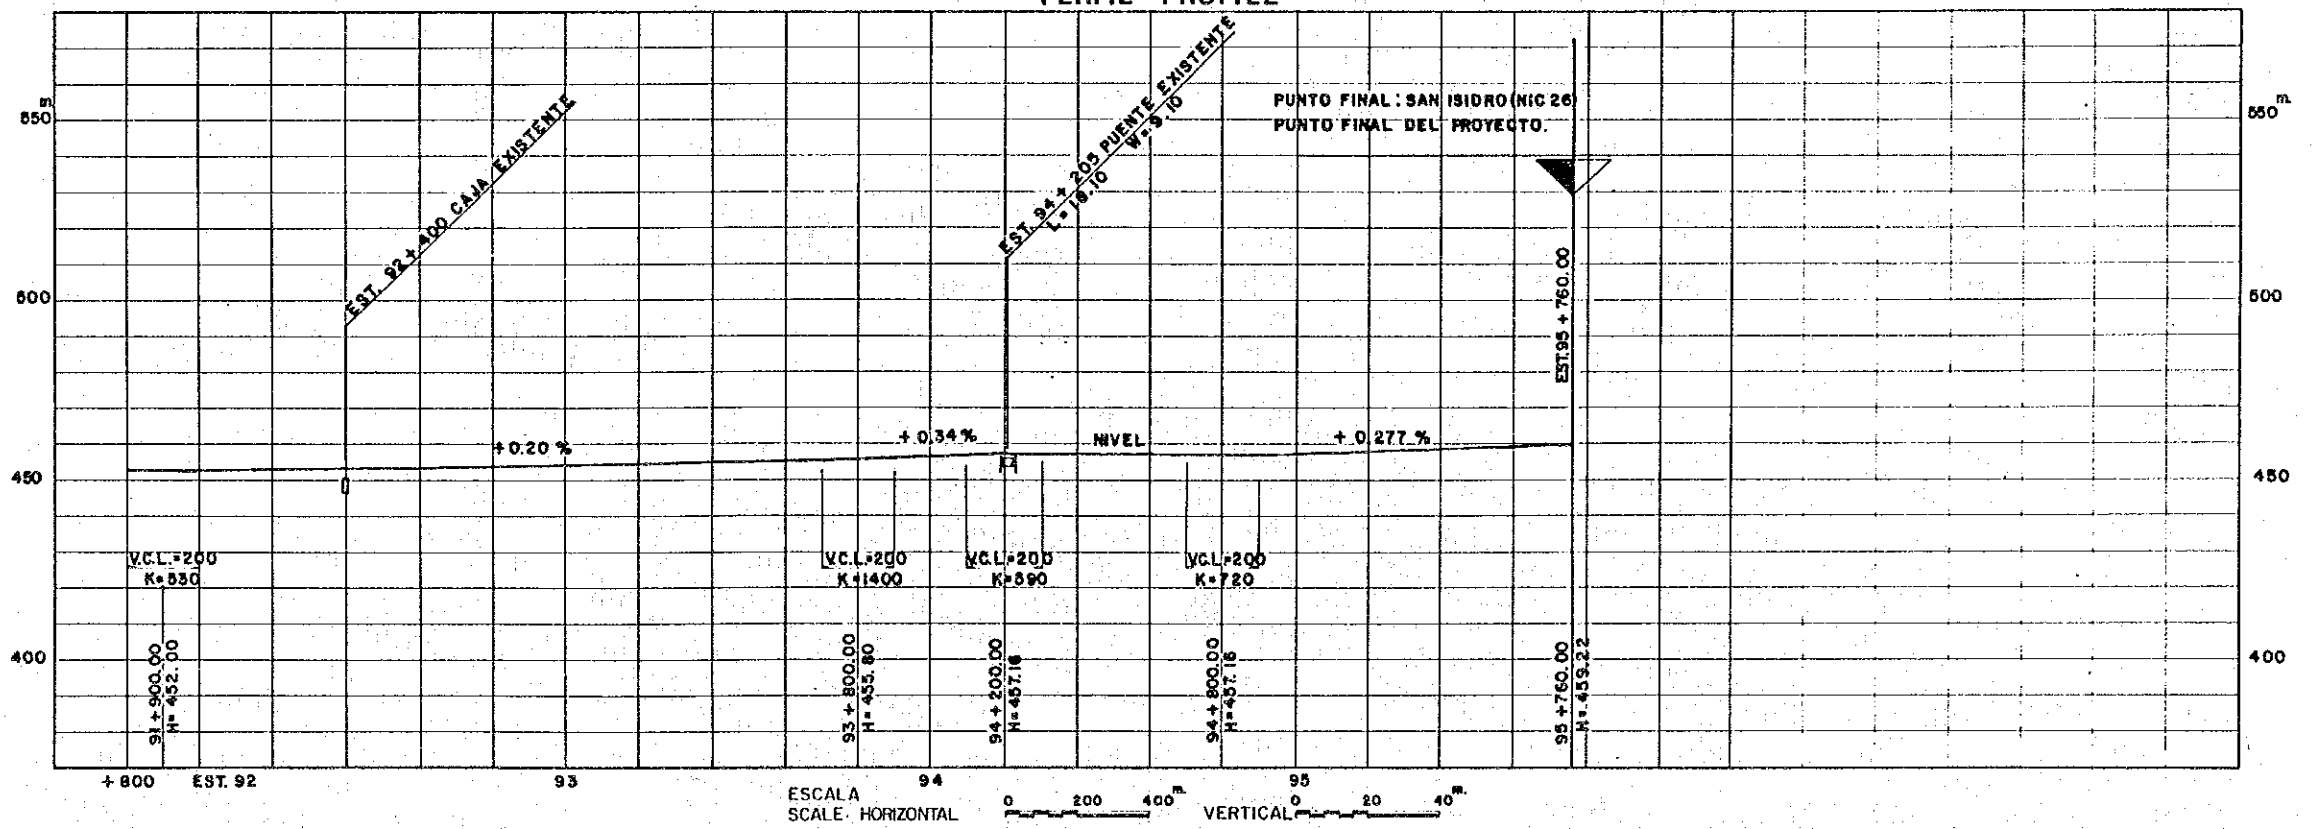 PERFIL PROFILE
EST. 92 + 400 CAJA EXISTENTE
EST. 94 + 205 PUENTE EXISTENTE
L = 18.10
W = 9.10
PUNTO FINAL : SAN ISIDRO (NIC 26)
PUNTO FINAL DEL PROYECTO.
m.
550
500
450
400
550 m.
500
450
400
EST. 95 + 760.00
+0.20 %
+ 0.34 %
NIVEL
+ 0.277 %
V.C.L.=200
K=530
V.C.L.=200
K=1400
V.C.L.=200
K=590
V.C.L.=200
K=720
91 + 900.00
H = 452.00
93 + 800.00
H = 455.80
94 + 200.00
H = 457.16
94 + 800.00
H = 457.16
95 + 760.00
H = 459.22
+ 800 EST. 92 93 94 95
ESCALA
SCALE HORIZONTAL 0 200 400 m. VERTICAL 0 20 40 m.